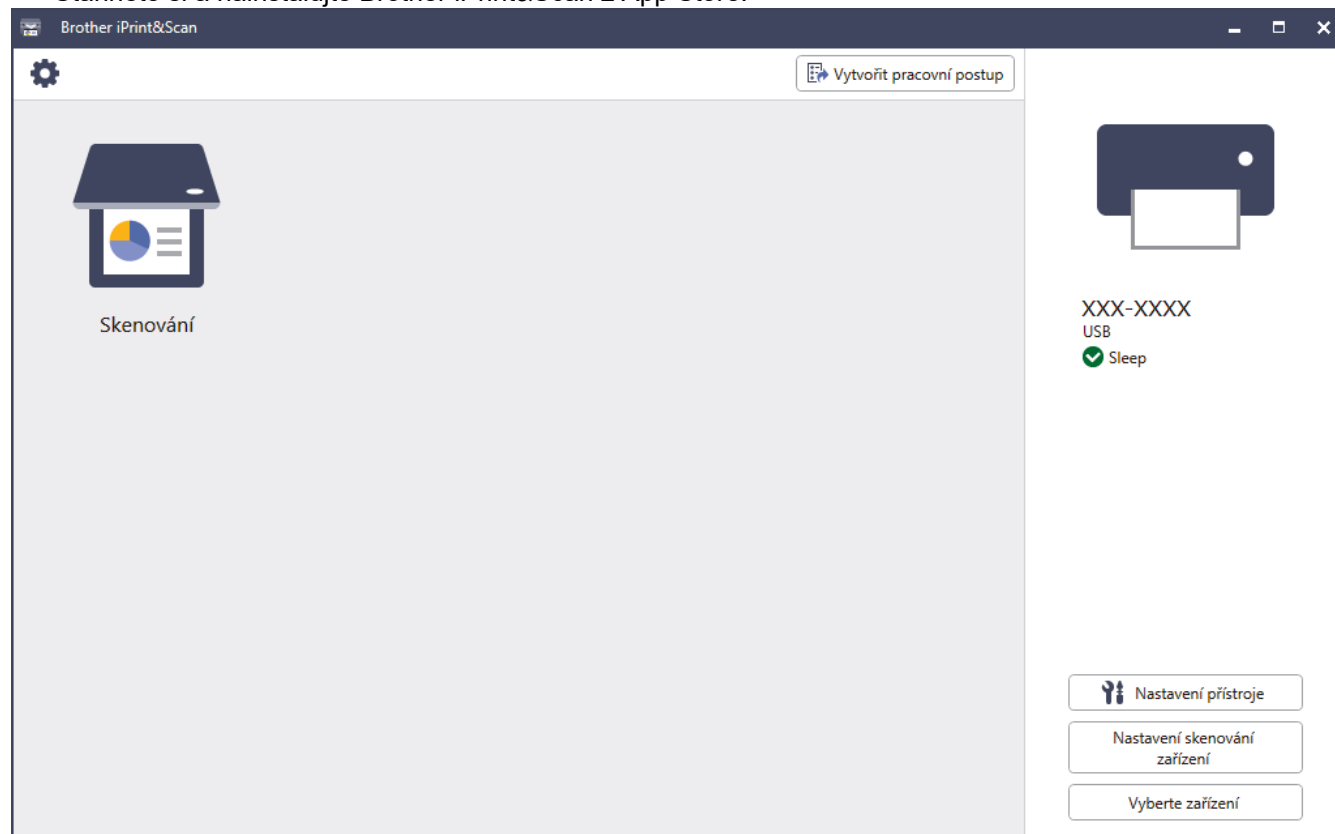 Brother iPrint&Scan
Vytvořit pracovní postup
Skenování
XXX-XXXX
USB
Sleep
Nastavení přístroje
Nastavení skenování
zařízení
Vyberte zařízení